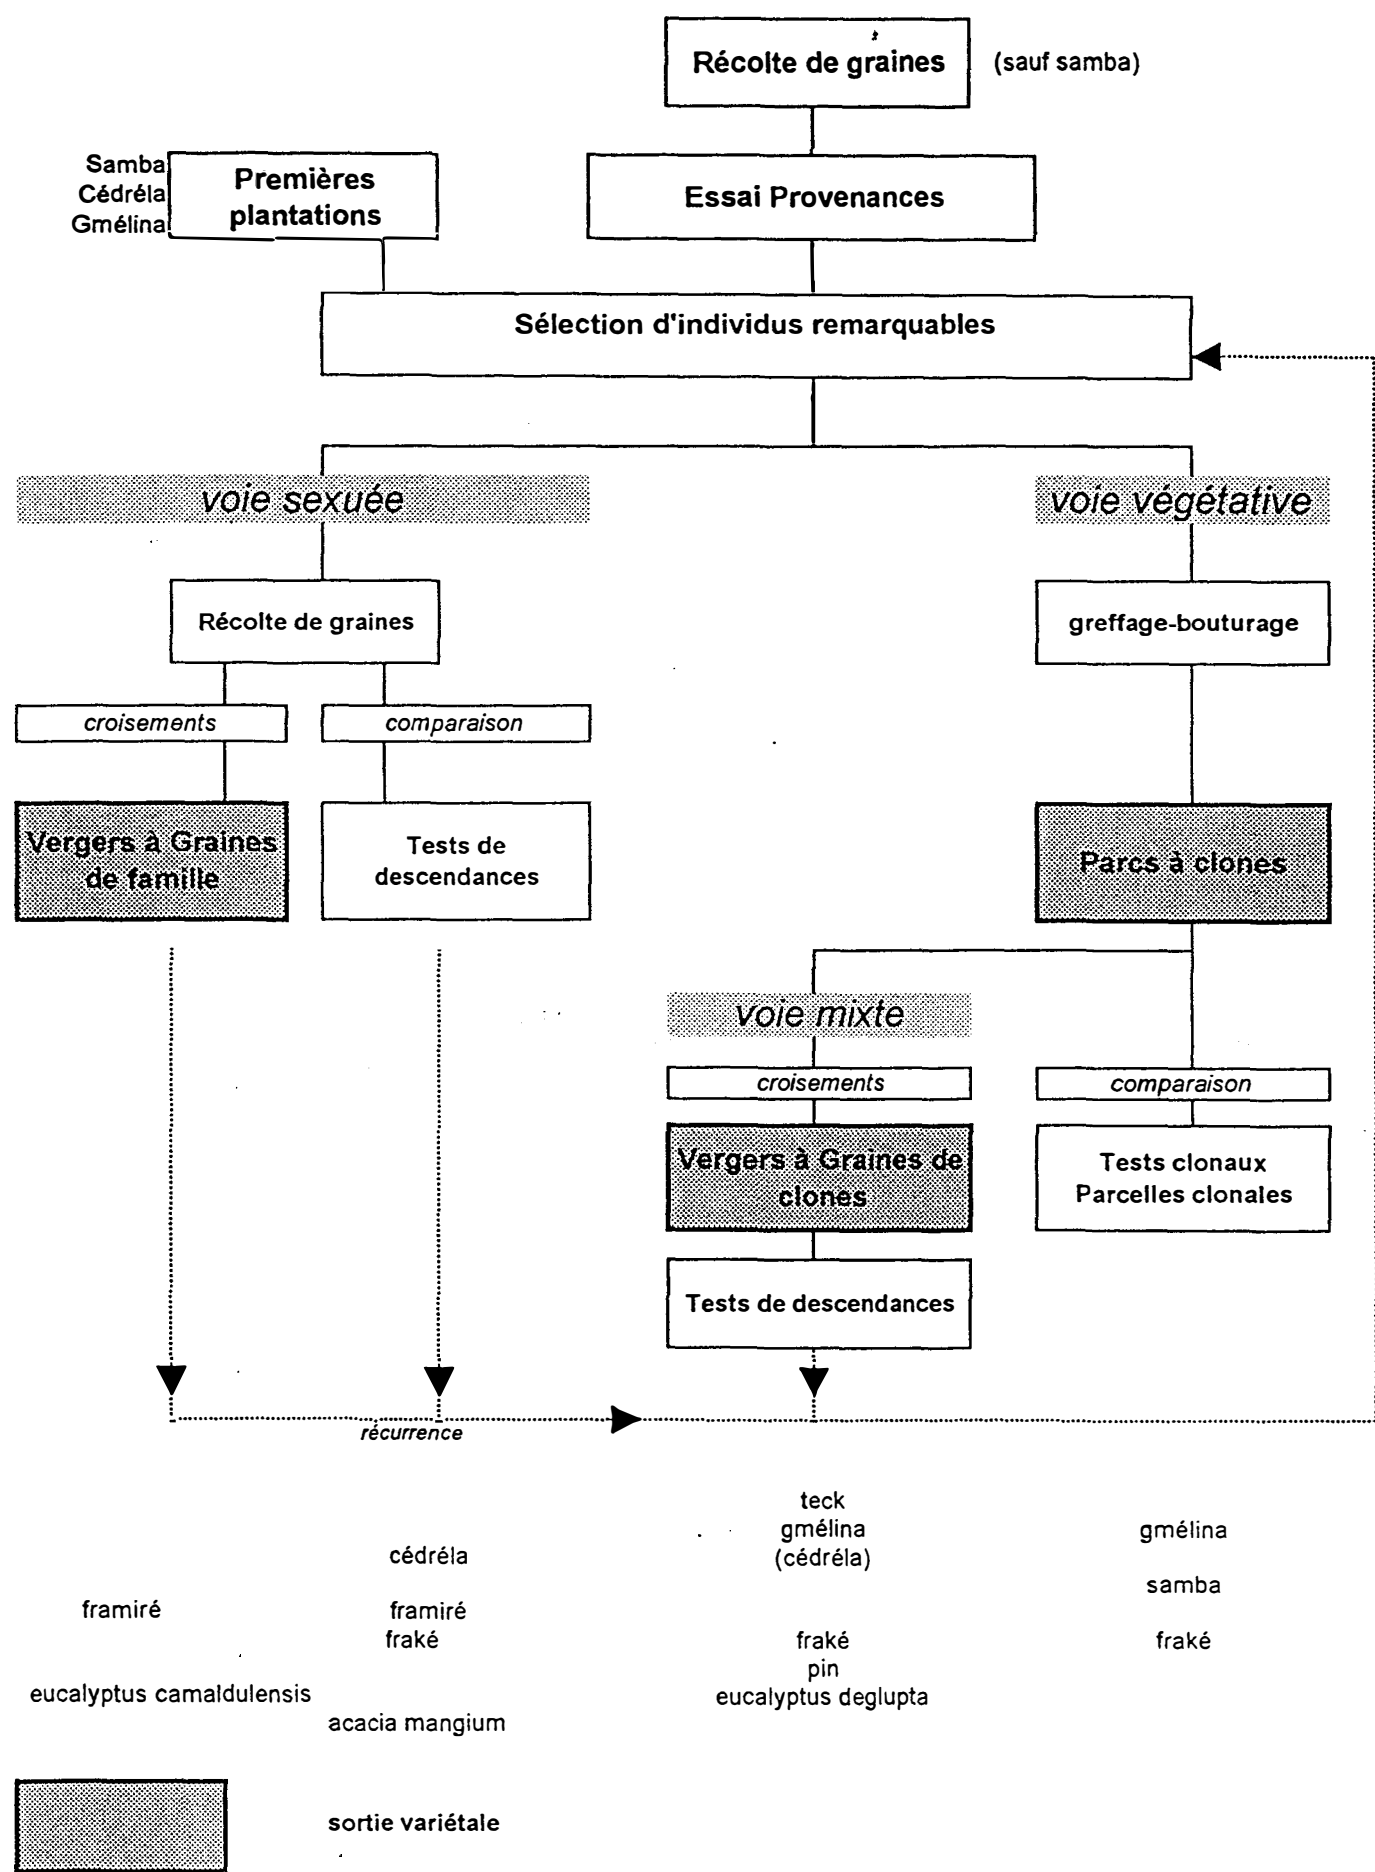 Récolte de graines
(sauf samba)
Samba
Cédréla
Gmélina
Premières
plantations
Essai Provenances
Sélection d'individus remarquables
voie sexuée
voie végétative
Récolte de graines
greffage-bouturage
croisements
comparaison
Vergers à Graines
de famille
Tests de
descendances
Parcs à clones
voie mixte
croisements
comparaison
Vergers à Graines de
clones
Tests clonaux
Parcelles clonales
Tests de descendances
récurrence
framiré
eucalyptus camaldulensis
cédréla
framiré
fraké
acacia mangium
teck
gmélina
(cédréla)
fraké
pin
eucalyptus deglupta
gmélina
samba
fraké
sortie variétale